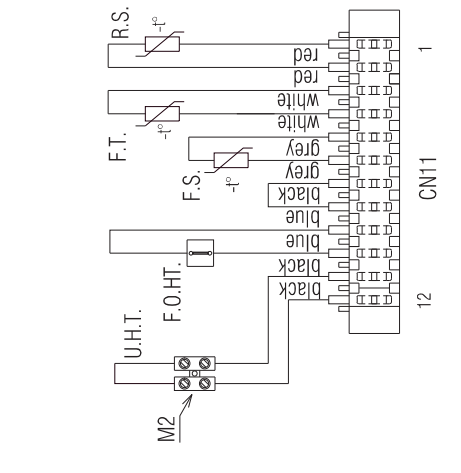 R.S.
-t°
red
red
1
F.T.
-t°
white
white
F.S.
-t°
grey
grey
black
CN11
blue
blue
F.O.HT.
black
black
12
U.H.T.
M2